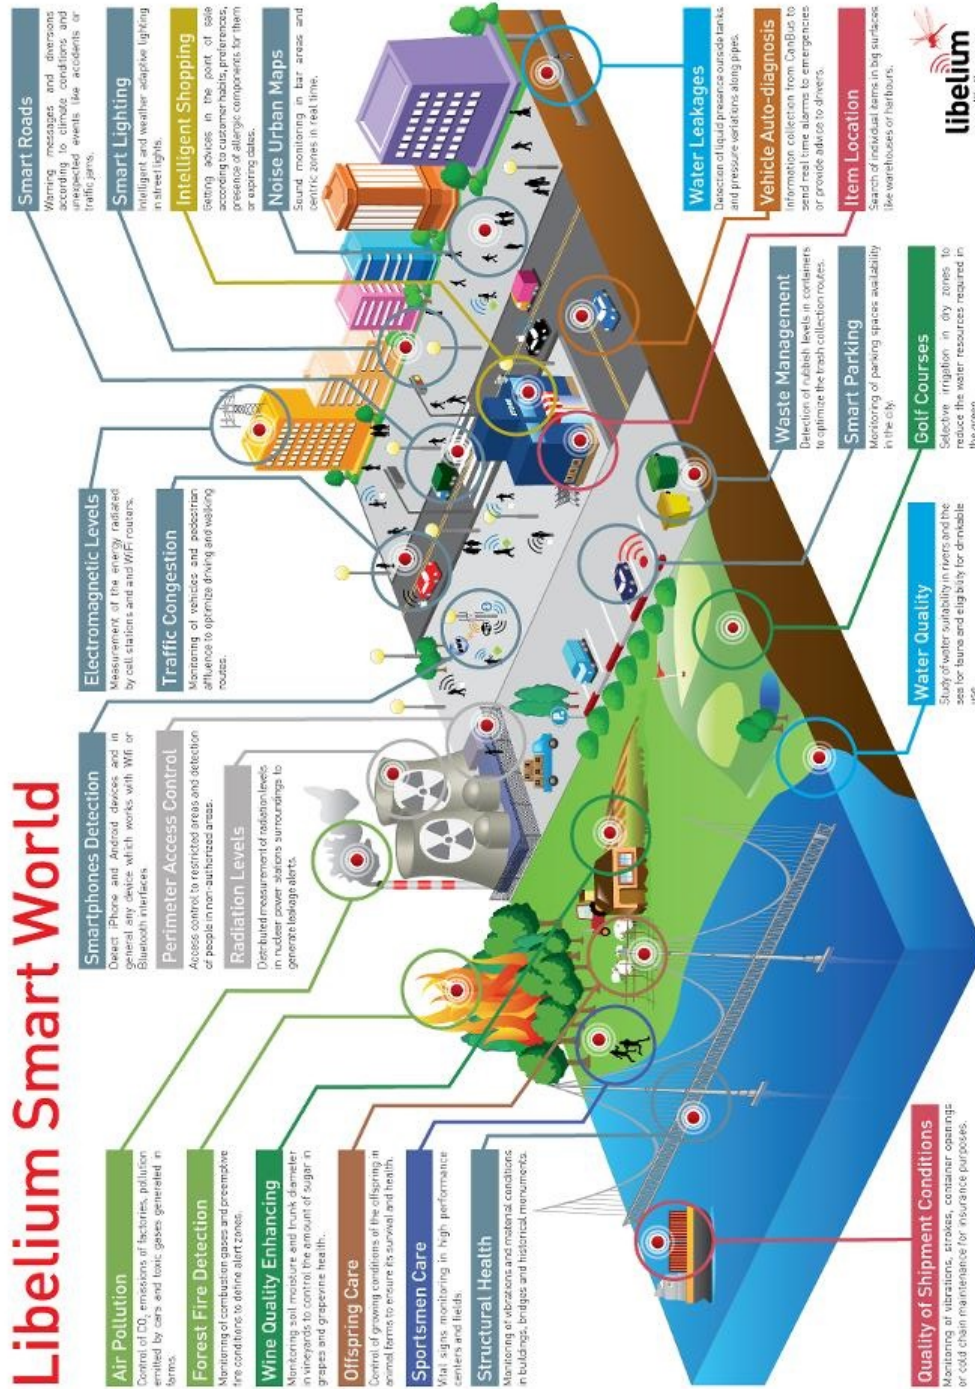 Libelium Smart World
Air Pollution
Control of CO₂ emissions of factories, pollution
emitted by cars and toxic gases generated in
farms.
Forest Fire Detection
Monitoring of combustion gases and preemptive
fire conditions to define alert zones.
Wine Quality Enhancing
Monitoring soil moisture and trunk diameter
in vineyards to control the amount of sugar in
grapes and grapevine health.
Offspring Care
Control of growing conditions of the offspring in
animal farms to ensure its survival and health.
Sportsmen Care
Vital signs monitoring in high performance
centers and fields.
Structural Health
Monitoring of vibrations and material conditions
in buildings, bridges and historical monuments.
Quality of Shipment Conditions
Monitoring of vibrations, strokes, container openings
or cold chain maintenance for insurance purposes.
Smartphones Detection
Detect iPhone and Android devices and in
general any device which works with Wifi or
Bluetooth interfaces.
Perimeter Access Control
Access control to restricted areas and detection
of people in non-authorized areas.
Radiation Levels
Distributed measurement of radiation levels
in nuclear power stations surroundings to
generate leakage alerts.
Electromagnetic Levels
Measurement of the energy radiated
by cell stations and and WiFi routers.
Traffic Congestion
Monitoring of vehicles and pedestrian
affluence to optimize driving and walking
routes.
Smart Roads
Warning messages and diversions
according to climate conditions and
unexpected events like accidents or
traffic jams.
Smart Lighting
Intelligent and weather adaptive lighting
in street lights.
Intelligent Shopping
Getting advices in the point of sale
according to customer habits, preferences,
presence of allergic components for them
or expiring dates.
Noise Urban Maps
Sound monitoring in bar areas and
centric zones in real time.
Water Leakages
Detection of liquid presence outside tanks
and pressure variations along pipes.
Vehicle Auto-diagnosis
Information collection from CanBus to
send real time alarms to emergencies
or provide advice to drivers.
Item Location
Search of individual items in big surfaces
like warehouses or harbours.
Waste Management
Detection of rubbish levels in containers
to optimize the trash collection routes.
Smart Parking
Monitoring of parking spaces availability
in the city.
Golf Courses
Selective irrigation in dry zones to
reduce the water resources required in
the green.
Water Quality
Study of water suitability in rivers and the
sea for fauna and eligibility for drinkable
use.
P
libelium